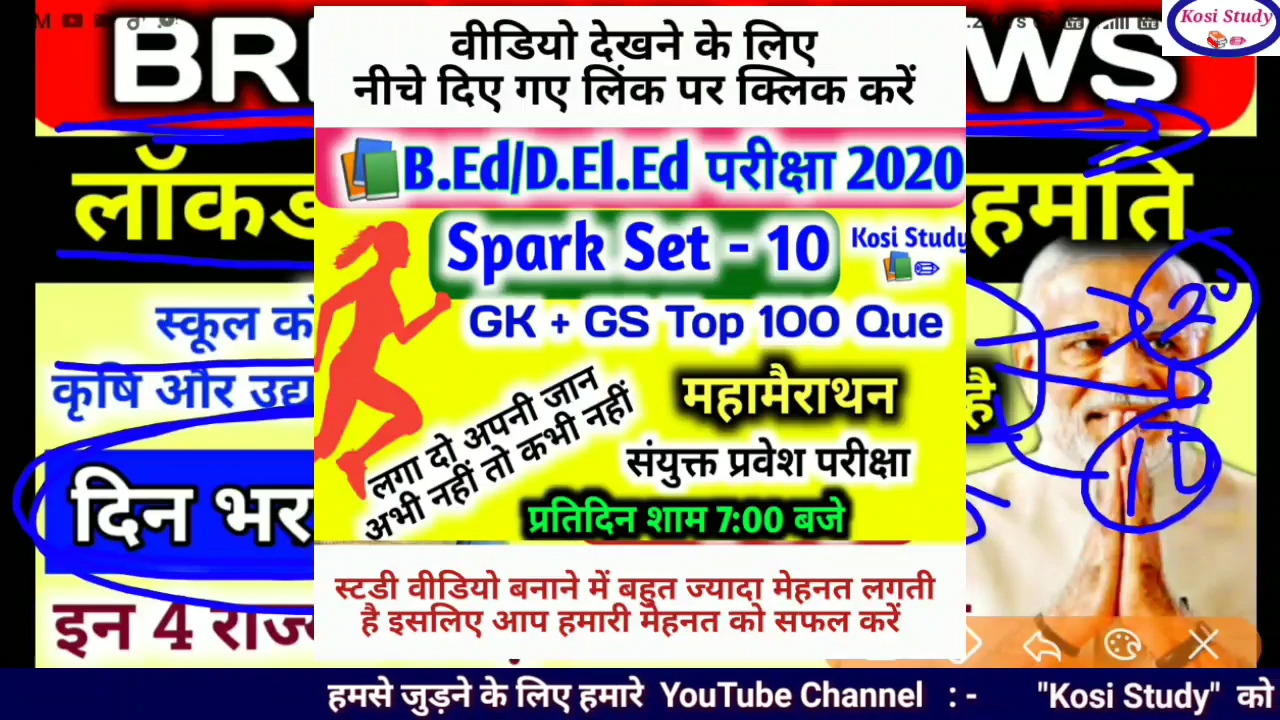 Kosi Study
BR
WS
वीडियो देखने के लिए
नीचे दिए गए लिंक पर क्लिक करें
B.Ed/D.El.Ed परीक्षा 2020
Spark Set - 10
Kosi Study
GK + GS Top 100 Que
लगा दो अपनी जान
अभी नहीं तो कभी नहीं
महामैराथन
संयुक्त प्रवेश परीक्षा
प्रतिदिन शाम 7:00 बजे
स्टडी वीडियो बनाने में बहुत ज्यादा मेहनत लगती
है इसलिए आप हमारी मेहनत को सफल करें
स्कूल को
कृषि और उद्य
है
दिन भर
इन 4 राज्
हमसे जुड़ने के लिए हमारे YouTube Channel : - "Kosi Study" को